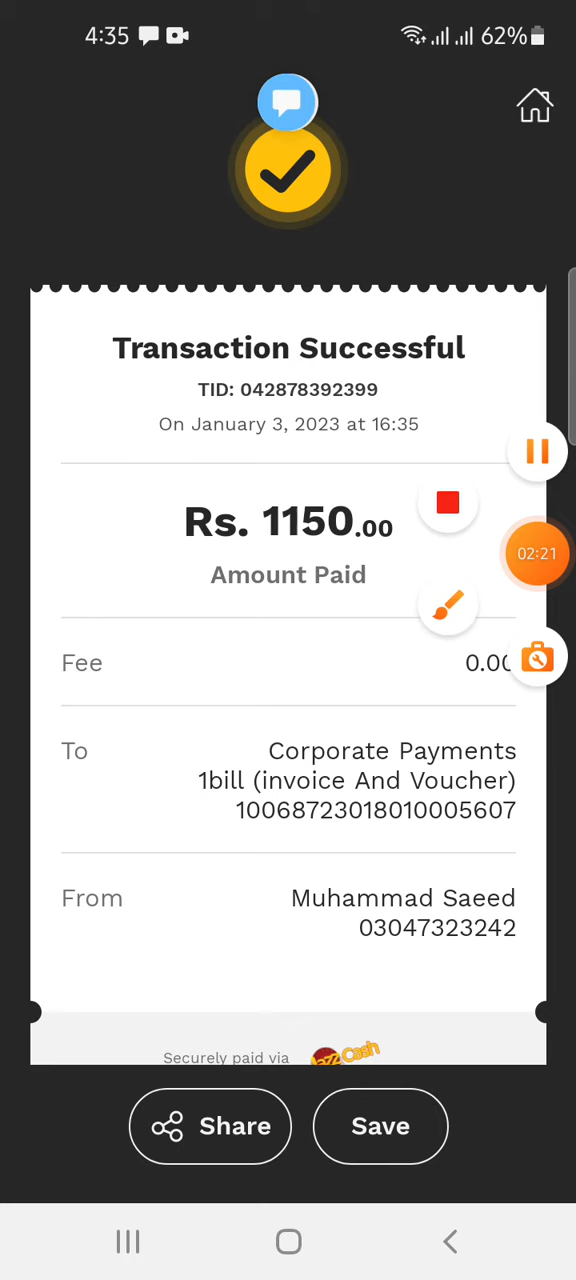 4:35 62%
Transaction Successful
TID: 042878392399
On January 3, 2023 at 16:35
Rs. 1150.00
Amount Paid
02:21
Fee 0.00
To Corporate Payments
1bill (invoice And Voucher)
10068723018010005607
From Muhammad Saeed
03047323242
Securely paid via JazzCash
Share Save